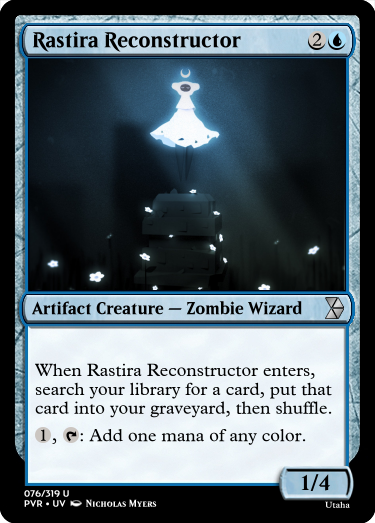 Rastira Reconstructor 2
Artifact Creature — Zombie Wizard
When Rastira Reconstructor enters,
search your library for a card, put that
card into your graveyard, then shuffle.
1, : Add one mana of any color.
1/4
076/319 U
PVR • UV Nicholas Myers
Utaha